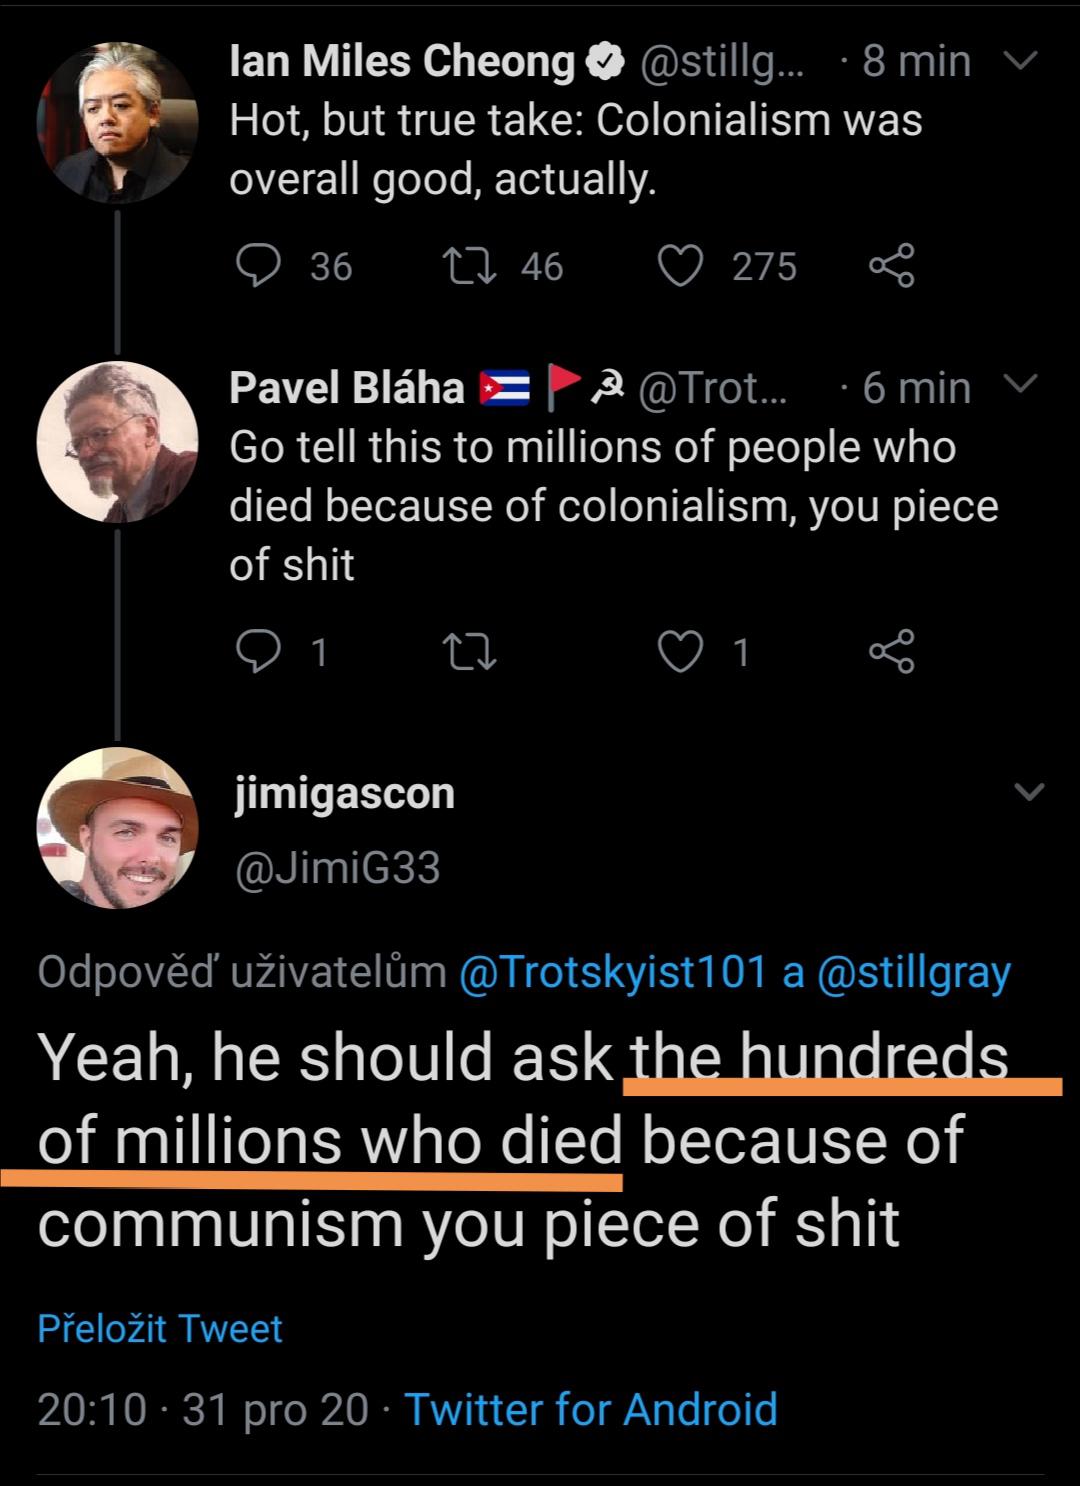 Ian Miles Cheong @stillg... · 8 min
Hot, but true take: Colonialism was
overall good, actually.
36 46 275
Pavel Bláha @Trot... · 6 min
Go tell this to millions of people who
died because of colonialism, you piece
of shit
1 1
jimigascon
@JimiG33
Odpověď uživatelům @Trotskyist101 a @stillgray
Yeah, he should ask the hundreds
of millions who died because of
communism you piece of shit
Přeložit Tweet
20:10 · 31 pro 20 · Twitter for Android